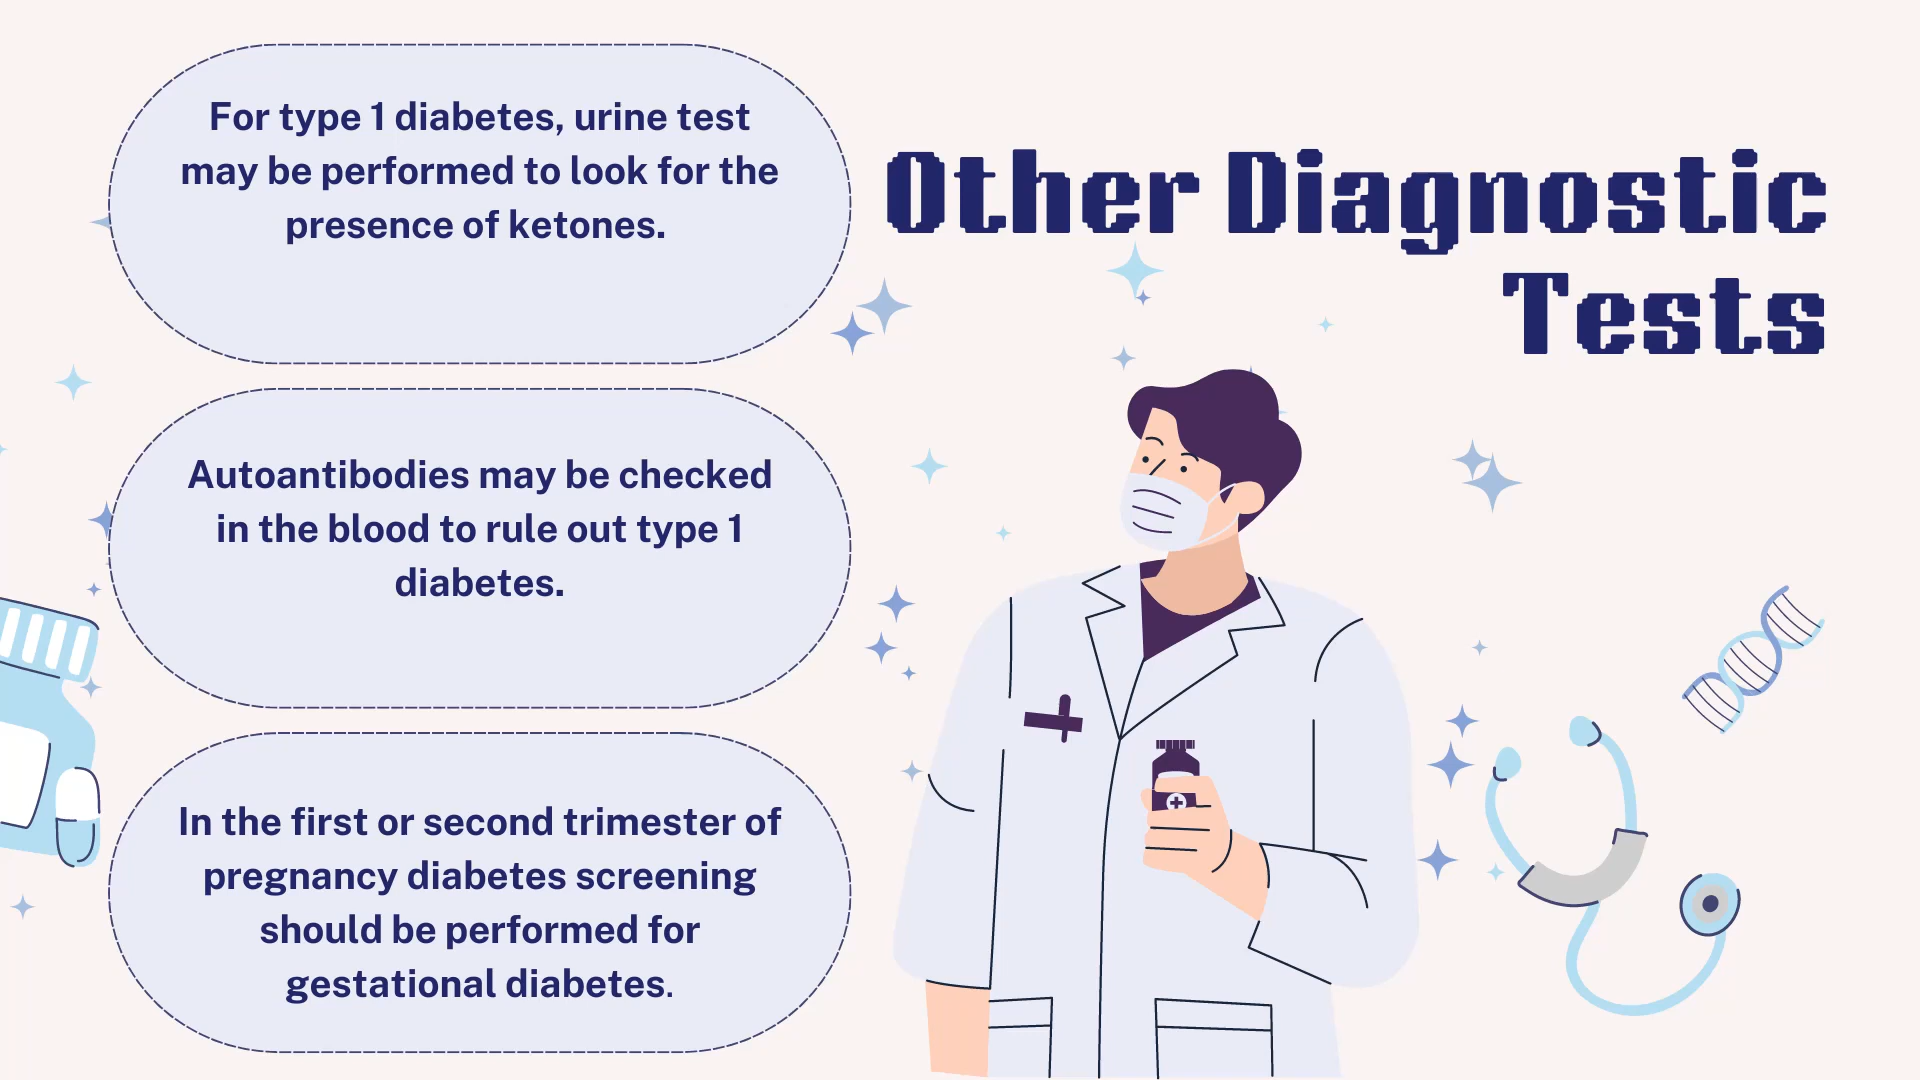 Other Diagnostic
Tests
For type 1 diabetes, urine test
may be performed to look for the
presence of ketones.
Autoantibodies may be checked
in the blood to rule out type 1
diabetes.
In the first or second trimester of
pregnancy diabetes screening
should be performed for
gestational diabetes.